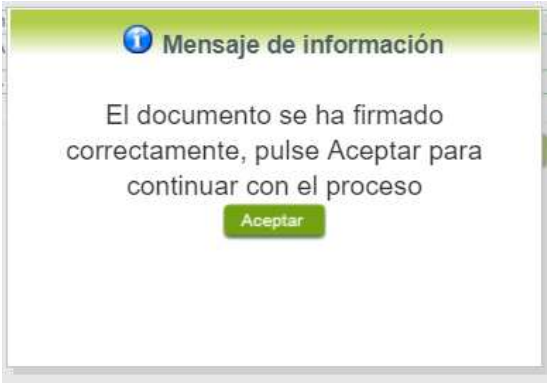 Mensaje de información
El documento se ha firmado
correctamente, pulse Aceptar para
continuar con el proceso
Aceptar